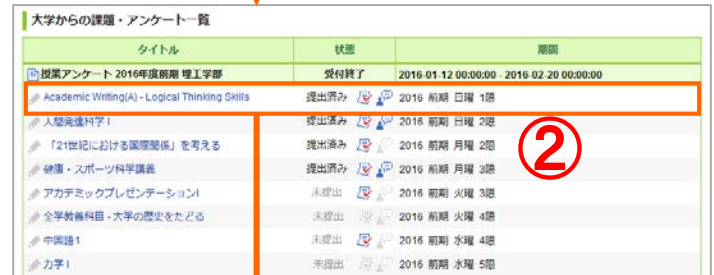 大学からの課題・アンケート一覧
タイトル 状態 期間
授業アンケート 2016年度前期 理工学部 受付終了 2016-01-12 00:00:00 - 2016-02-20 00:00:00
Academic Writing(A) - Logical Thinking Skills 提出済み 2016 前期 日曜 1限
人間発達科学 I 提出済み 2016 前期 日曜 2限
「21世紀における国際関係」を考える 提出済み 2016 前期 月曜 2限
健康・スポーツ科学講義 提出済み 2016 前期 月曜 3限
アカデミックプレゼンテーションI 未提出 2016 前期 火曜 3限
全学教養科目 - 大学の歴史をたどる 未提出 2016 前期 火曜 4限
中国語1 未提出 2016 前期 水曜 4限
力学 I 未提出 2016 前期 水曜 5限
②